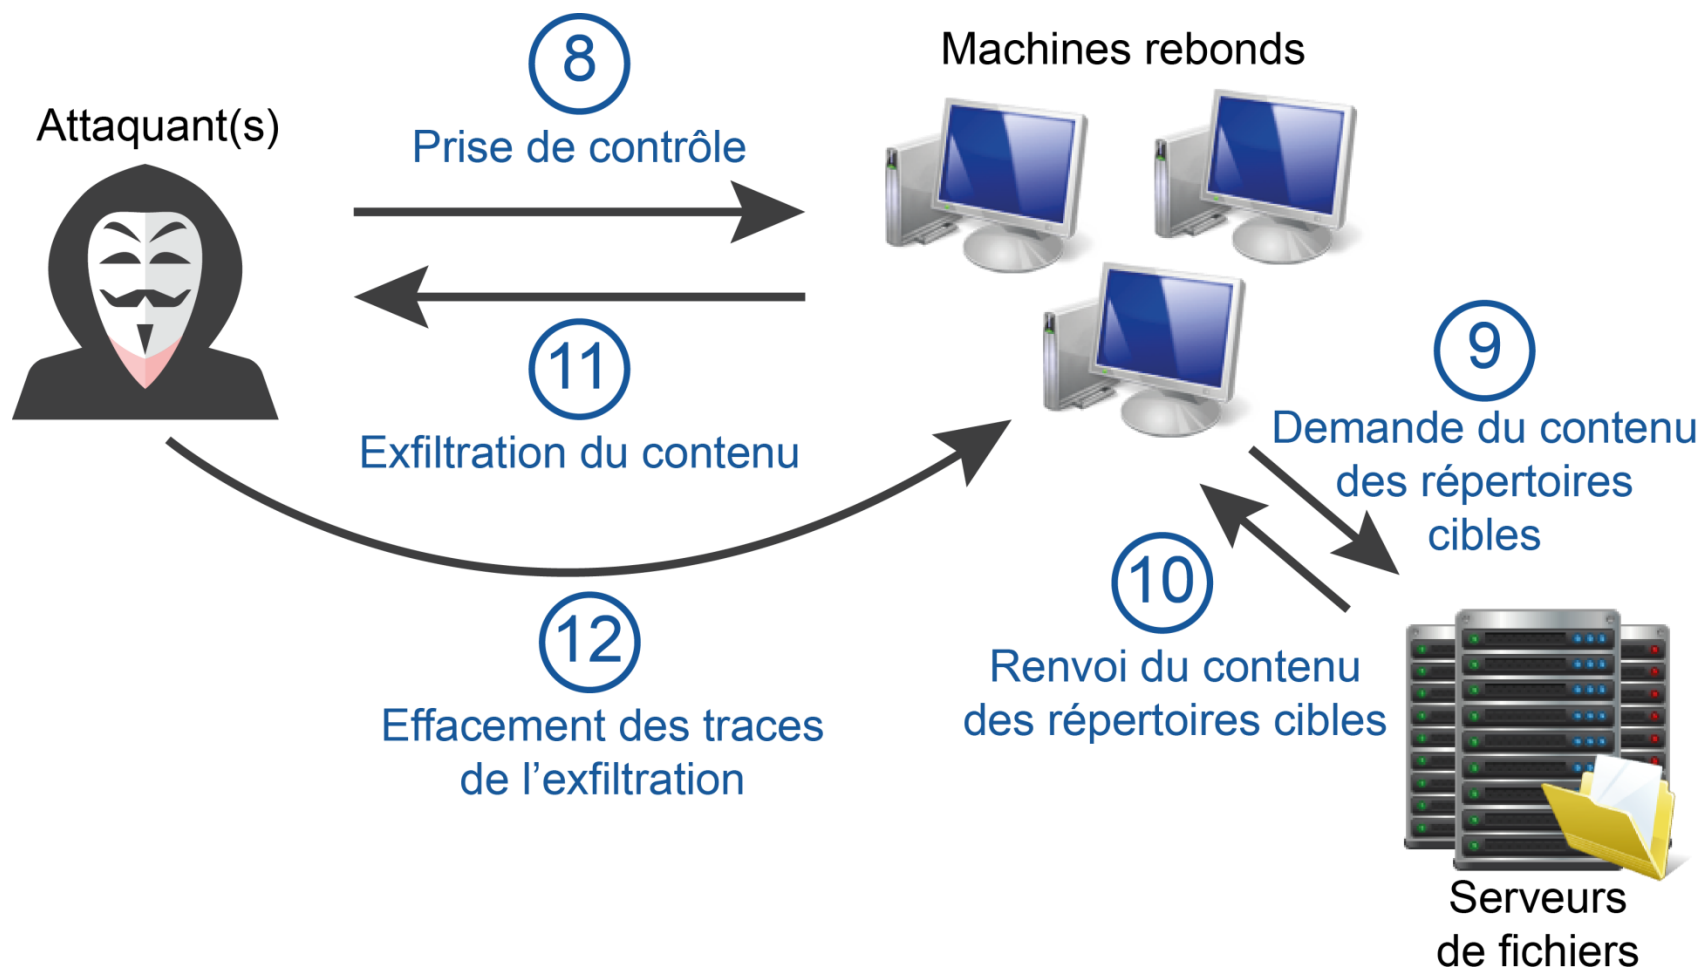 Machines rebonds
8
Attaquant(s)
Prise de contrôle
11
9
Exfiltration du contenu
Demande du contenu
des répertoires
cibles
10
12
Renvoi du contenu
des répertoires cibles
Effacement des traces
de l’exfiltration
Serveurs
de fichiers